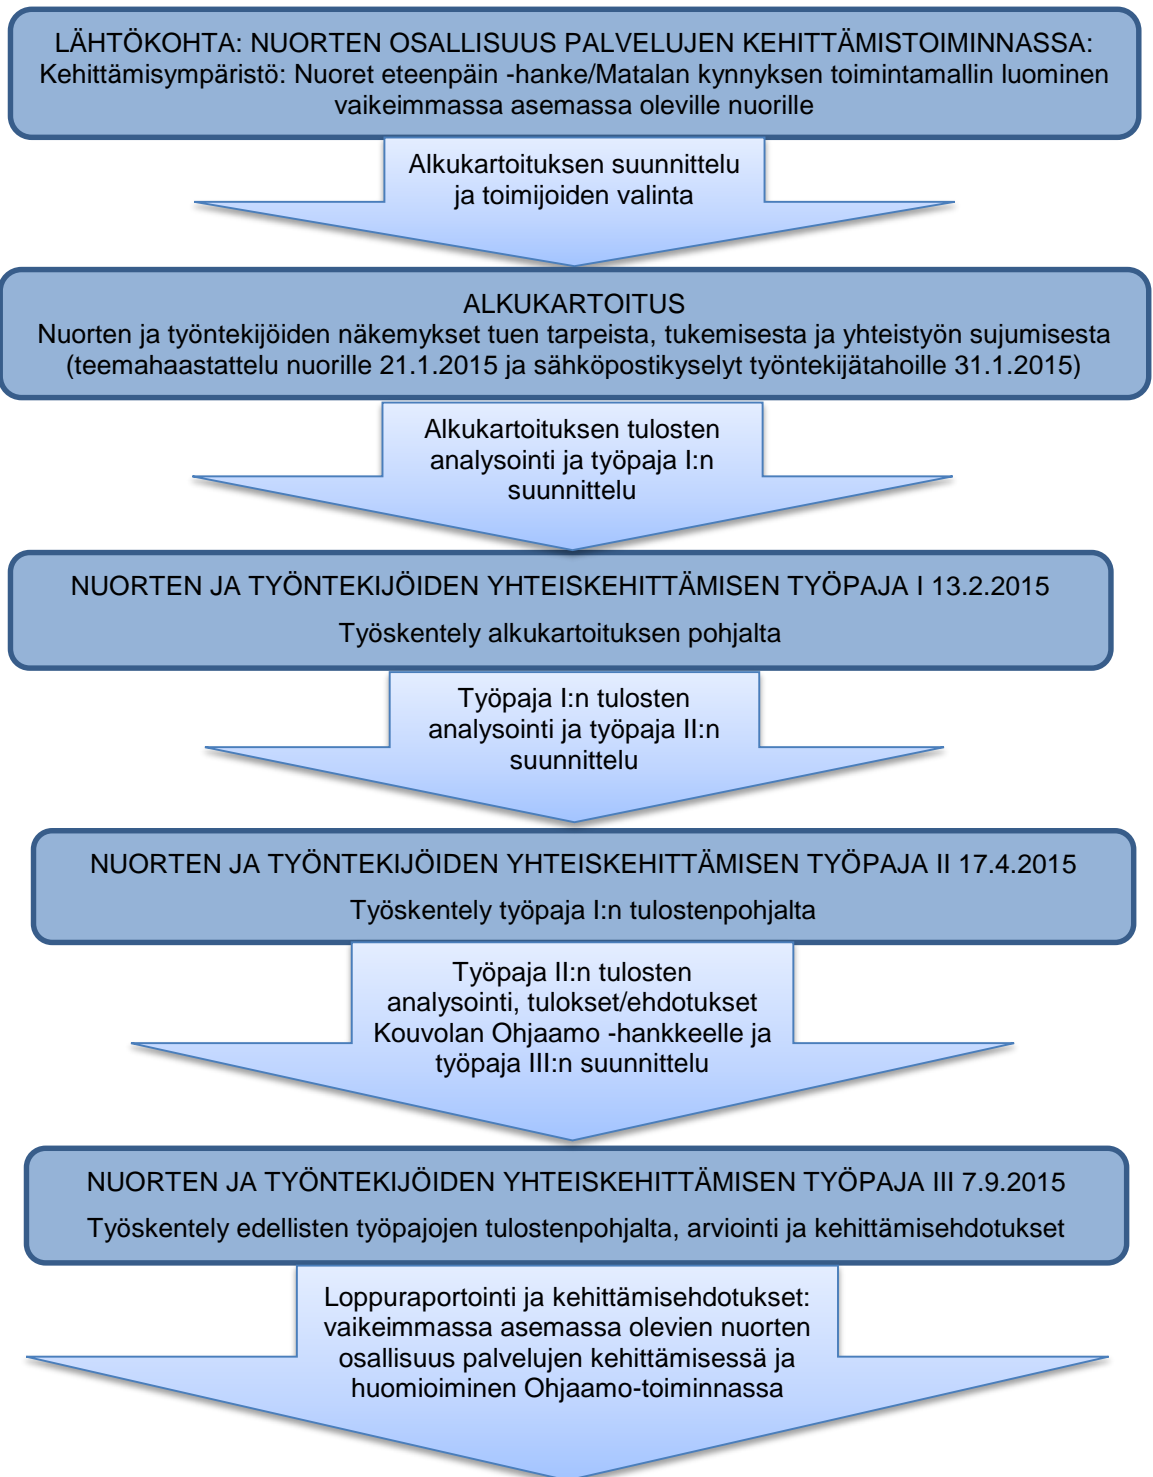 LÄHTÖKOHTA: NUORTEN OSALLISUUS PALVELUJEN KEHITTÄMISTOIMINNASSA:
Kehittämisympäristö: Nuoret eteenpäin -hanke/Matalan kynnyksen toimintamallin luominen
vaikeimmassa asemassa oleville nuorille
Alkukartoituksen suunnittelu
ja toimijoiden valinta
ALKUKARTOITUS
Nuorten ja työntekijöiden näkemykset tuen tarpeista, tukemisesta ja yhteistyön sujumisesta
(teemahaastattelu nuorille 21.1.2015 ja sähköpostikyselyt työntekijätahoille 31.1.2015)
Alkukartoituksen tulosten
analysointi ja työpaja I:n
suunnittelu
NUORTEN JA TYÖNTEKIJÖIDEN YHTEISKEHITTÄMISEN TYÖPAJA I 13.2.2015
Työskentely alkukartoituksen pohjalta
Työpaja I:n tulosten
analysointi ja työpaja II:n
suunnittelu
NUORTEN JA TYÖNTEKIJÖIDEN YHTEISKEHITTÄMISEN TYÖPAJA II 17.4.2015
Työskentely työpaja I:n tulostenpohjalta
Työpaja II:n tulosten
analysointi, tulokset/ehdotukset
Kouvolan Ohjaamo -hankkeelle ja
työpaja III:n suunnittelu
NUORTEN JA TYÖNTEKIJÖIDEN YHTEISKEHITTÄMISEN TYÖPAJA III 7.9.2015
Työskentely edellisten työpajojen tulostenpohjalta, arviointi ja kehittämisehdotukset
Loppuraportointi ja kehittämisehdotukset:
vaikeimmassa asemassa olevien nuorten
osallisuus palvelujen kehittämisessä ja
huomioiminen Ohjaamo-toiminnassa